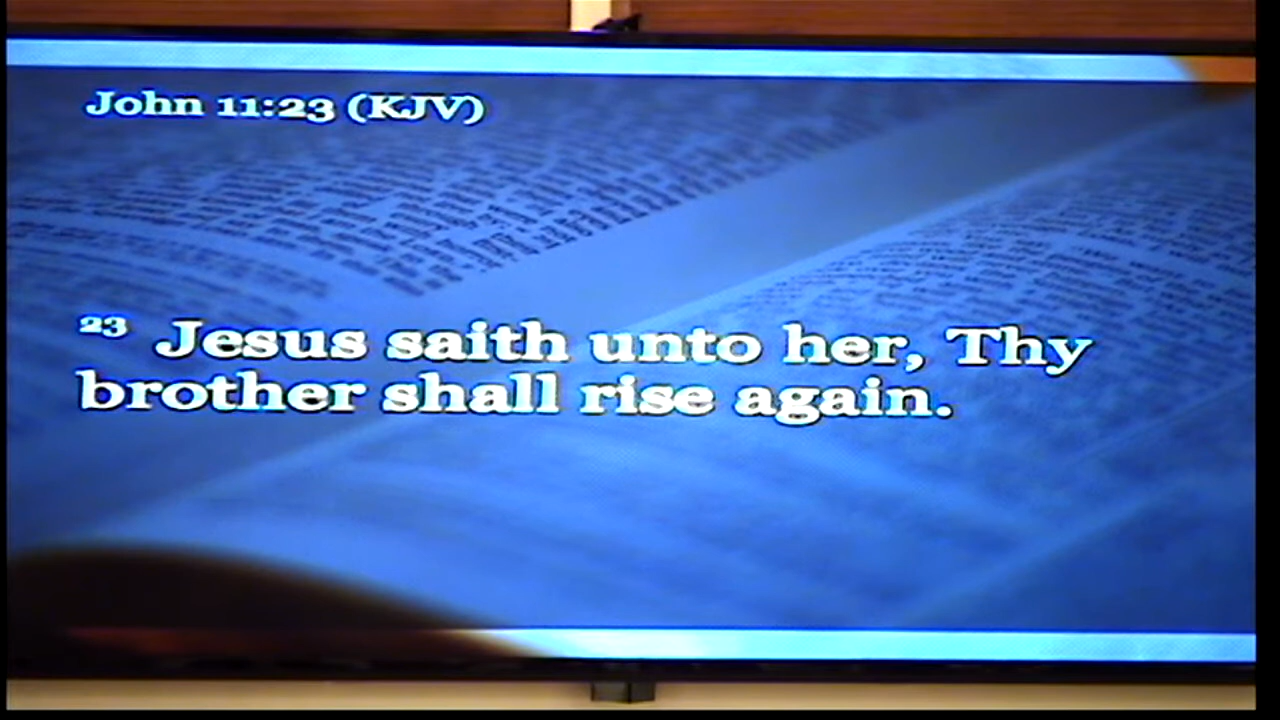 John 11:23 (KJV)
23 Jesus saith unto her, Thy
brother shall rise again.